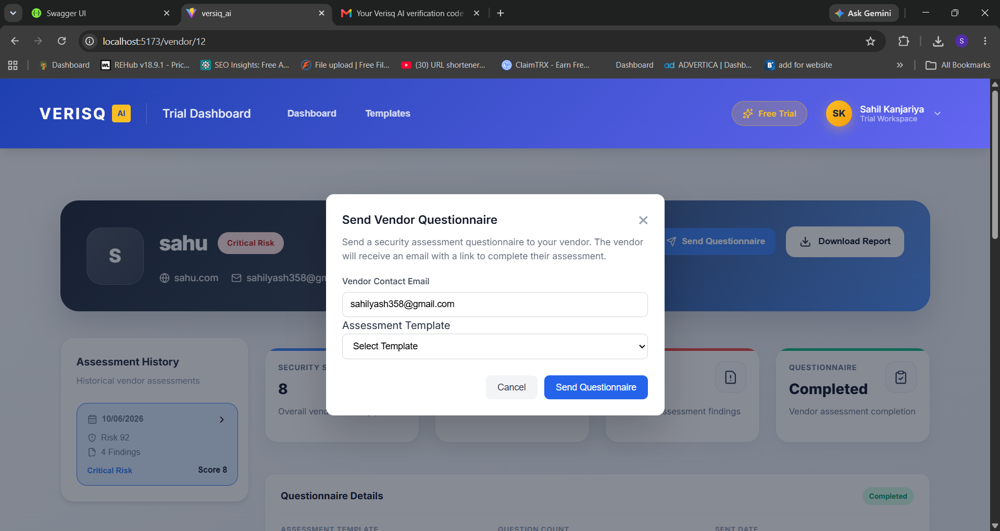 Swagger UI
versiq_ai
Your Verisq AI verification code
Ask Gemini
localhost:5173/vendor/12
S
Dashboard
WL REHub v18.9.1 - Pric...
SEO Insights: Free A...
File upload | Free Fil...
(30) URL shortener...
ClaimTRX - Earn Fre...
Dashboard
ad ADVERTICA | Dashb...
B add for website
All Bookmarks
VERISQ AI
Trial Dashboard
Dashboard
Templates
Free Trial
SK
Sahil Kanjariya
Trial Workspace
S
sahu
Critical Risk
sahu.com
sahilyash358@gm
Send Questionnaire
Download Report
Send Vendor Questionnaire
Send a security assessment questionnaire to your vendor. The vendor
will receive an email with a link to complete their assessment.
Vendor Contact Email
sahilyash358@gmail.com
Assessment Template
Select Template
Cancel
Send Questionnaire
Assessment History
Historical vendor assessments
10/06/2026
Risk 92
4 Findings
Critical Risk
Score 8
SECURITY S
8
Overall vend
ssessment findings
QUESTIONNAIRE
Completed
Vendor assessment completion
Questionnaire Details
Completed
ASSESSMENT TEMPLATE
QUESTION COUNT
SENT DATE